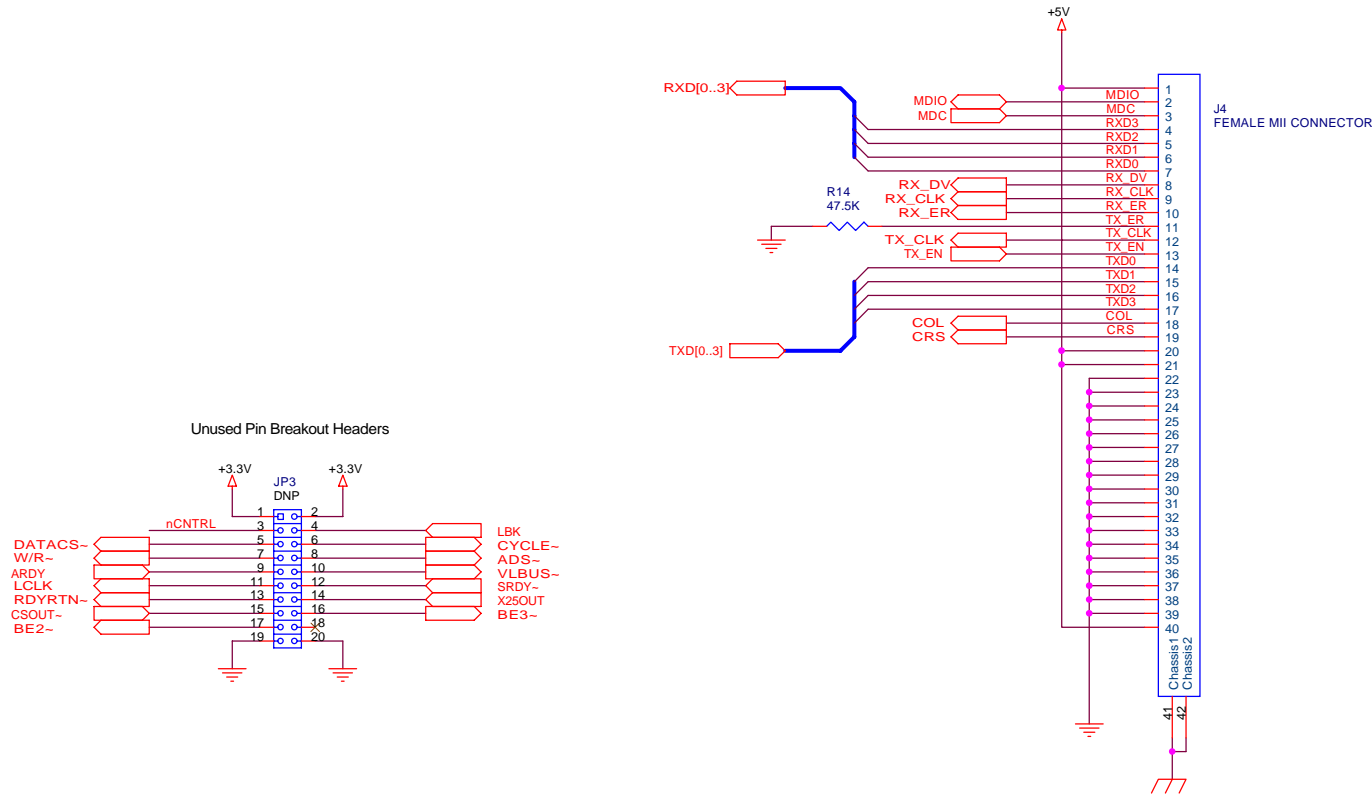 +5V
RXD[0..3]
MDIO
MDC
RX_DV
RX_CLK
RX_ER
R14
47.5K
TX_CLK
TX_EN
COL
CRS
TXD[0..3]
MDIO
MDC
RXD3
RXD2
RXD1
RXD0
RX_DV
RX_CLK
RX_ER
TX_ER
TX_CLK
TX_EN
TXD0
TXD1
TXD2
TXD3
COL
CRS
1
2
3
4
5
6
7
8
9
10
11
12
13
14
15
16
17
18
19
20
21
22
23
24
25
26
27
28
29
30
31
32
33
34
35
36
37
38
39
40
Chassis1
Chassis2
41
42
J4
FEMALE MII CONNECTOR
Unused Pin Breakout Headers
+3.3V +3.3V
JP3
DNP
1 2
nCNTRL 3 4 LBK
DATACS~ 5 6 CYCLE~
W/R~ 7 8 ADS~
ARDY 9 10 VLBUS~
LCLK 11 12 SRDY~
RDYRTN~ 13 14 X25OUT
CSOUT~ 15 16 BE3~
BE2~ 17 18
19 20